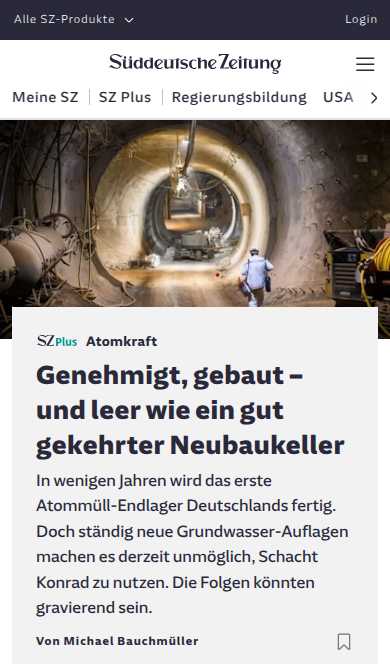 Alle SZ-Produkte
Login
Süddeutsche Zeitung
Meine SZ
SZ Plus
Regierungsbildung
USA
SZ Plus Atomkraft
Genehmigt, gebaut –
und leer wie ein gut
gekehrter Neubaukeller
In wenigen Jahren wird das erste
Atommüll-Endlager Deutschlands fertig.
Doch ständig neue Grundwasser-Auflagen
machen es derzeit unmöglich, Schacht
Konrad zu nutzen. Die Folgen könnten
gravierend sein.
Von Michael Bauchmüller